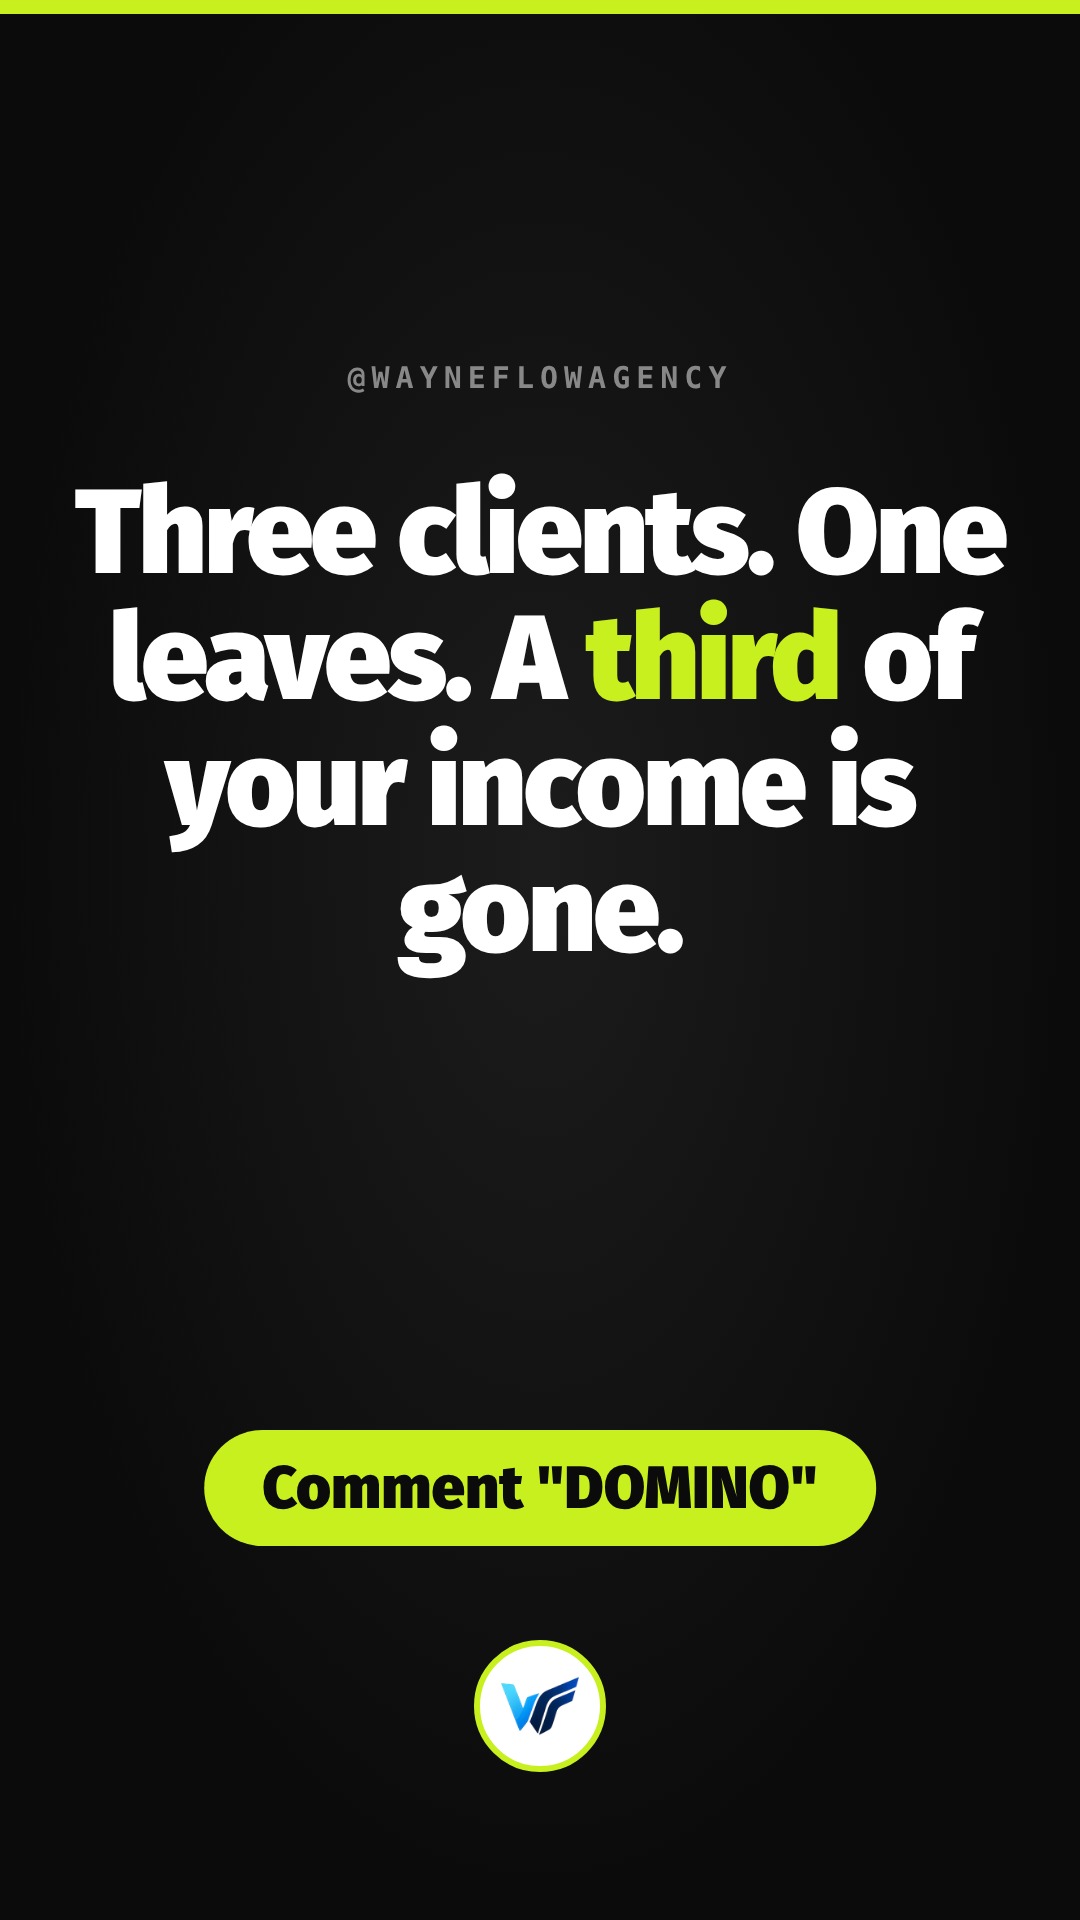 @WAYNEFLOWAGENCY
Three clients. One
leaves. A third of
your income is
gone.
Comment "DOMINO"